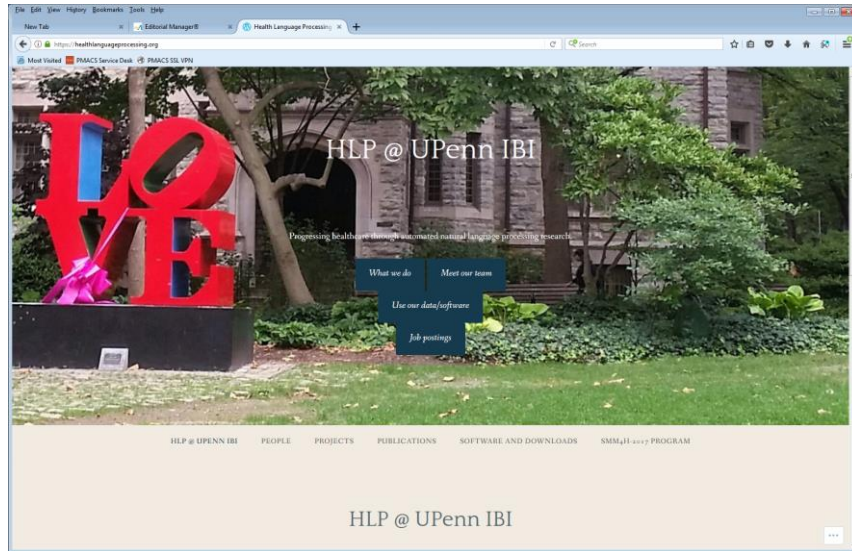 File Edit View History Bookmarks Tools Help
New Tab × Editorial Manager® × Health Language Processing × +
https://healthlanguageprocessing.org Search
Most Visited PMACS Service Desk PMACS SSL VPN
LO
VE
HLP @ UPenn IBI
Progressing healthcare through automated natural language processing research.
What we do Meet our team
Use our data/software
Job postings
HLP @ UPENN IBI PEOPLE PROJECTS PUBLICATIONS SOFTWARE AND DOWNLOADS SMM4H-2017 PROGRAM
HLP @ UPenn IBI